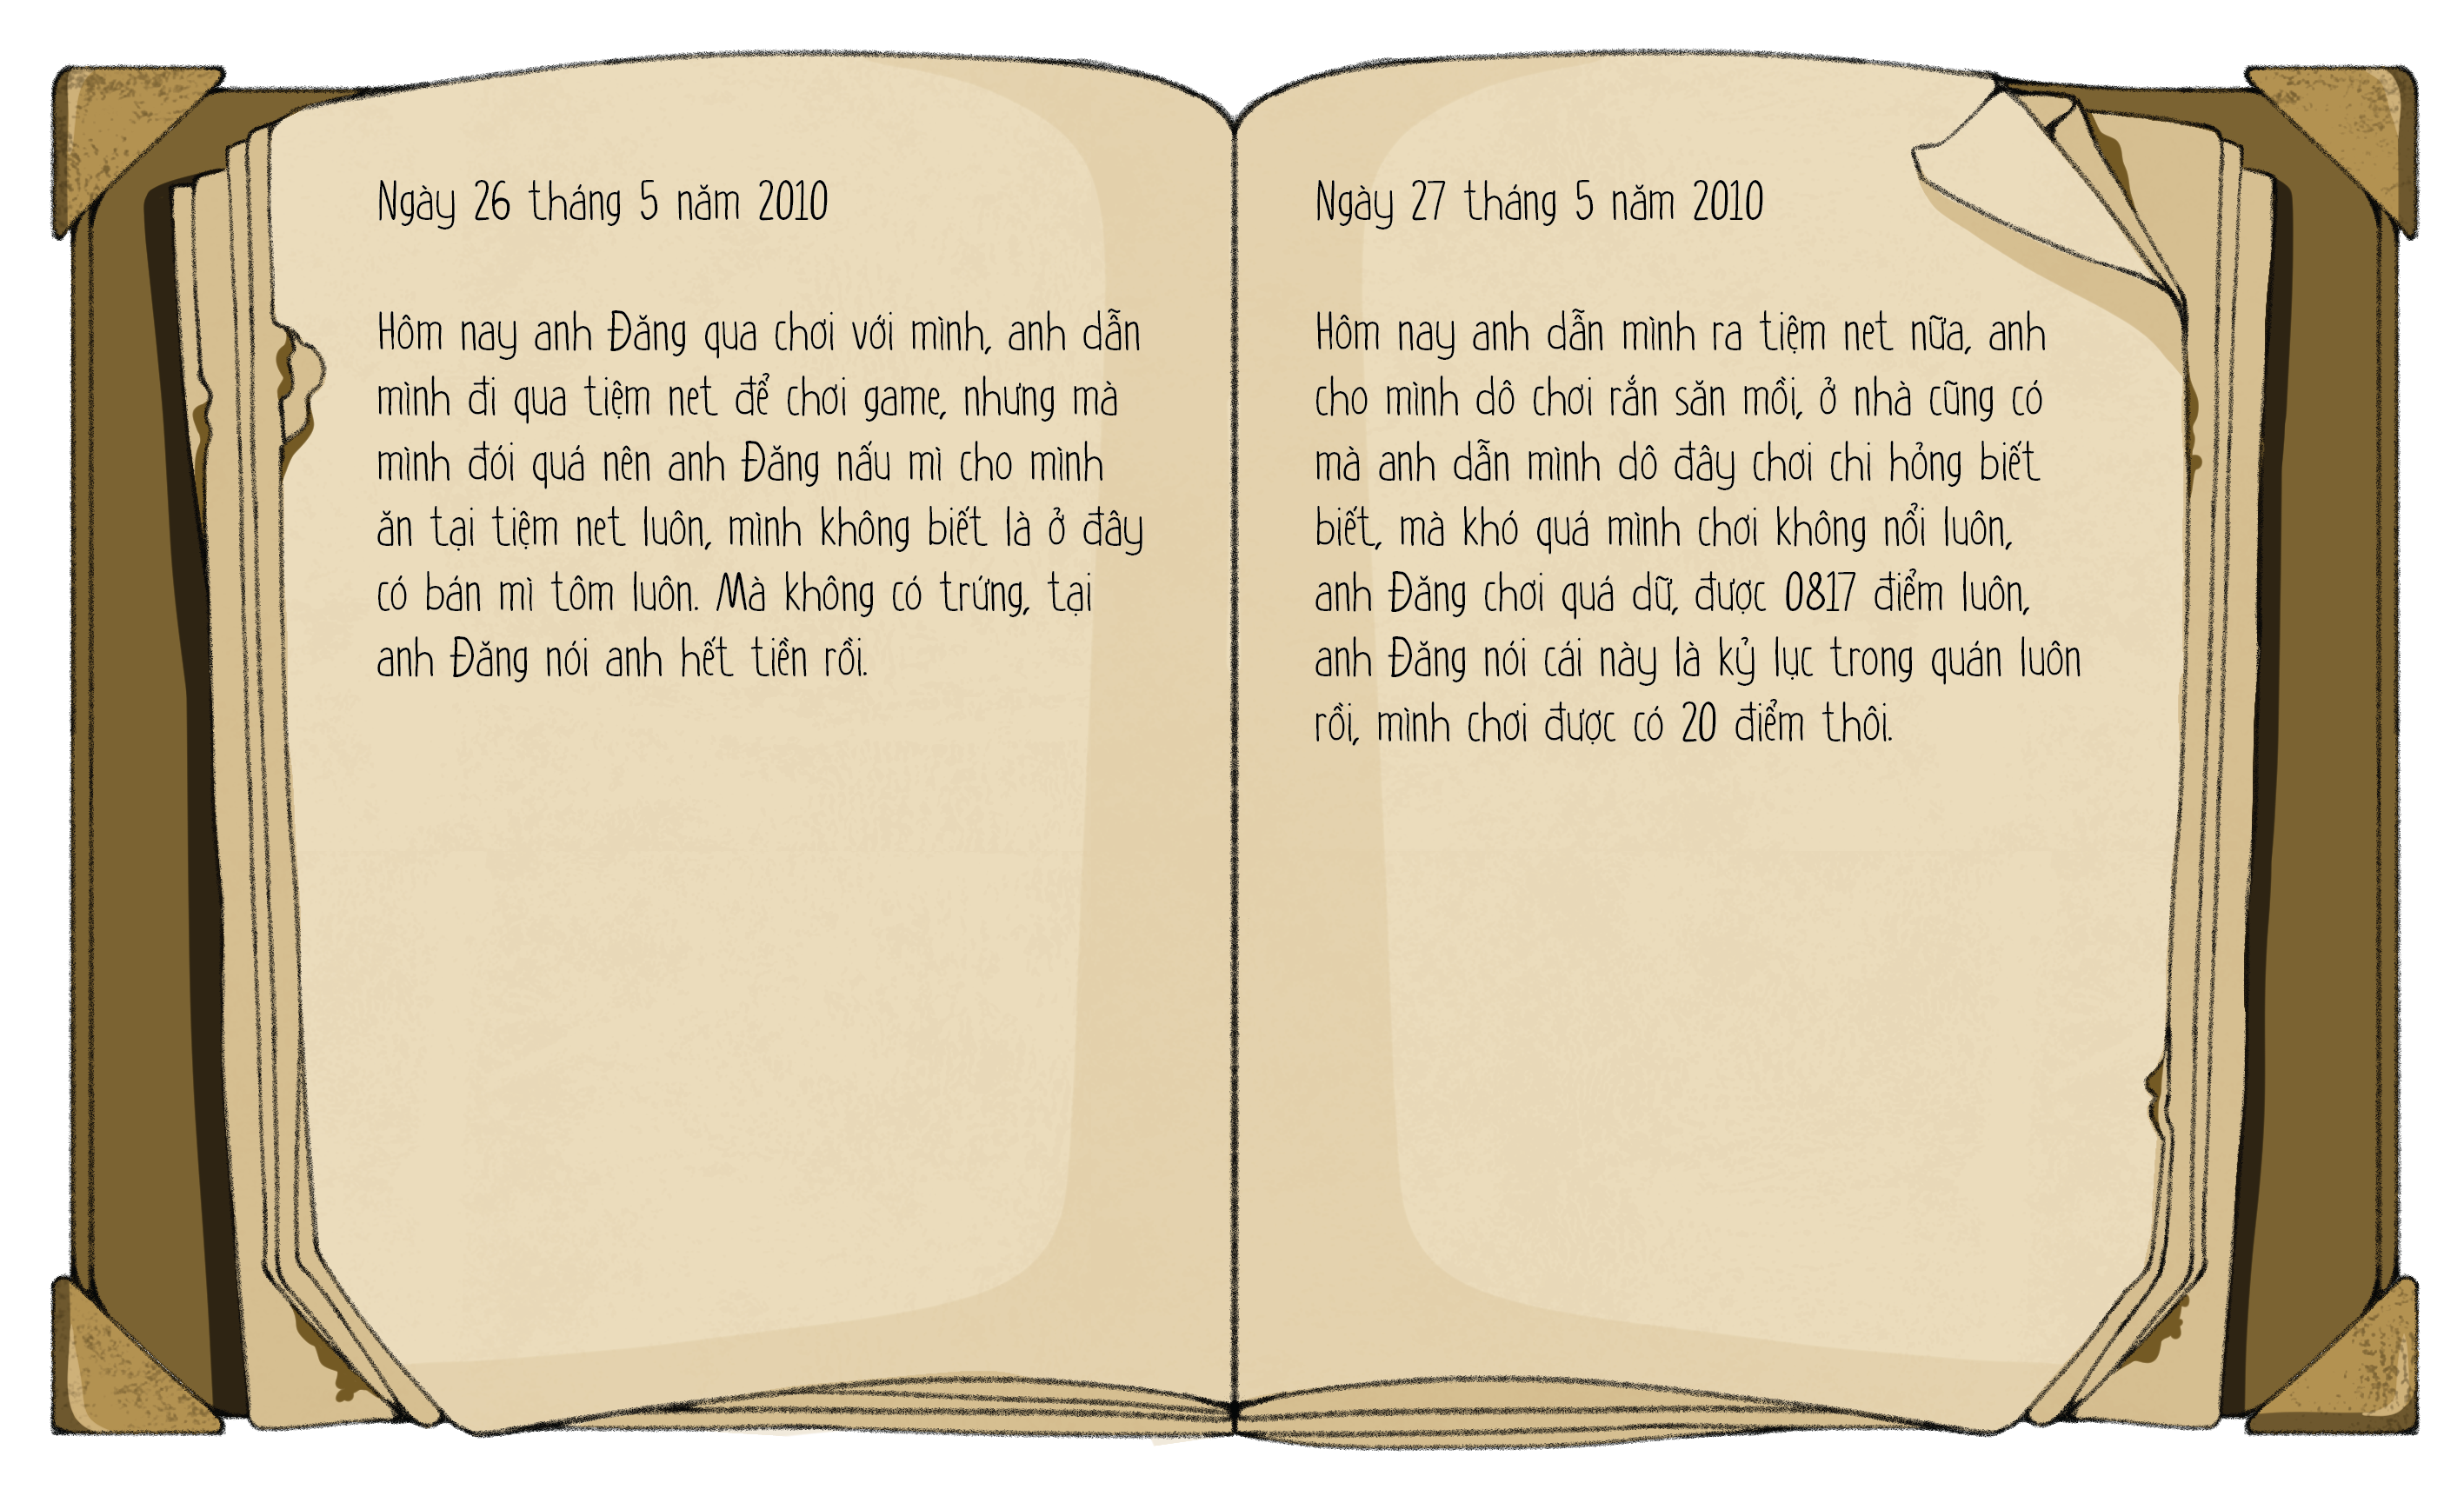 Ngày 26 tháng 5 năm 2010
Hôm nay anh Đăng qua chơi với mình, anh dẫn
mình đi qua tiệm net để chơi game, nhưng mà
mình đói quá nên anh Đăng nấu mì cho mình
ăn tại tiệm net luôn, mình không biết là ở đây
có bán mì tôm luôn. Mà không có trứng, tại
anh Đăng nói anh hết tiền rồi.
Ngày 27 tháng 5 năm 2010
Hôm nay anh dẫn mình ra tiệm net nữa, anh
cho mình dô chơi rắn săn mồi, ở nhà cũng có
mà anh dẫn mình dô đây chơi chi hỏng biết
biết, mà khó quá mình chơi không nổi luôn,
anh Đăng chơi quá dữ, được 0817 điểm luôn,
anh Đăng nói cái này là kỷ lục trong quán luôn
rồi, mình chơi được có 20 điểm thôi.